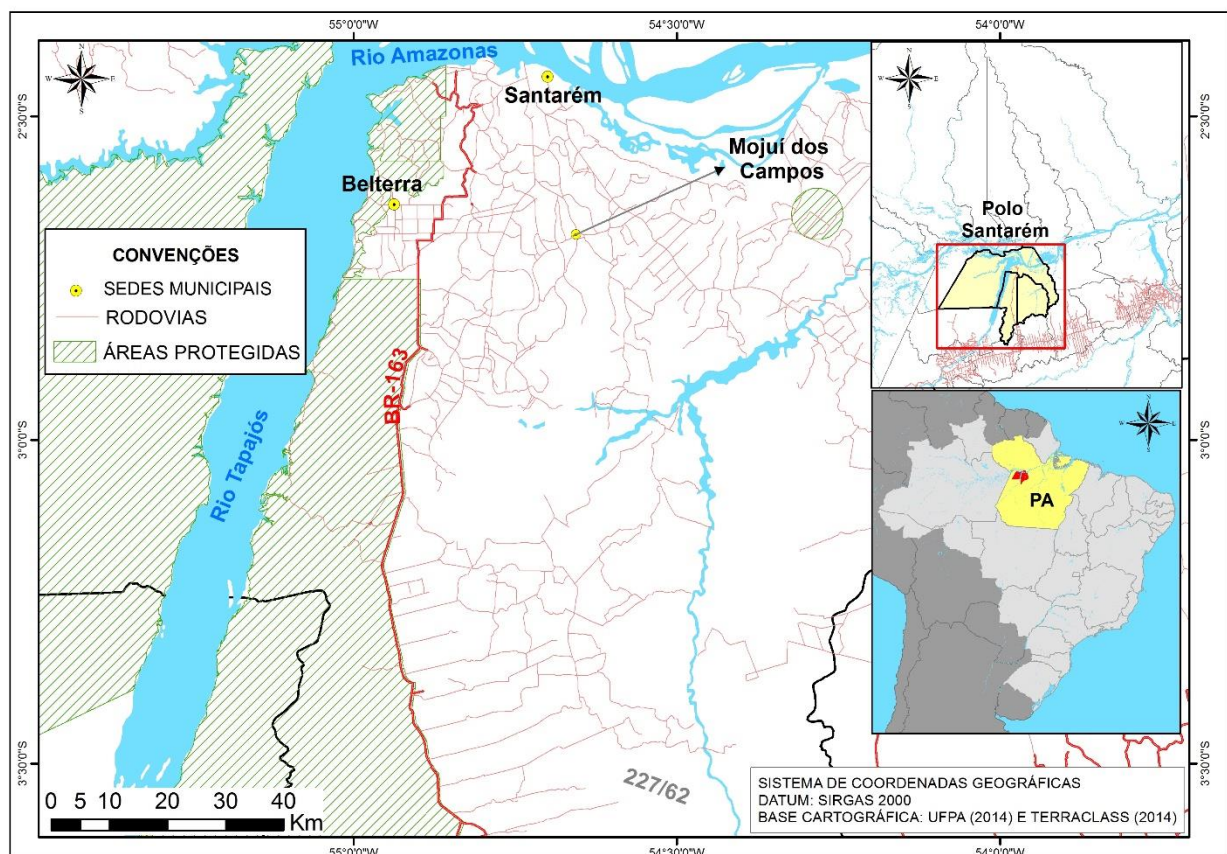 55°0'0"W
54°30'0"W
54°0'0"W
N
W
E
S
Rio Amazonas
Santarém
Mojuí dos
Campos
Belterra
2°30'0"S
2°30'0"S
CONVENÇÕES
SEDES MUNICIPAIS
RODOVIAS
ÁREAS PROTEGIDAS
Polo
Santarém
BR-163
Rio Tapajós
3°0'0"S
3°0'0"S
PA
227/62
3°30'0"S
3°30'0"S
0 5 10 20 30 40
Km
SISTEMA DE COORDENADAS GEOGRÁFICAS
DATUM: SIRGAS 2000
BASE CARTOGRÁFICA: UFPA (2014) E TERRACLASS (2014)
55°0'0"W
54°30'0"W
54°0'0"W